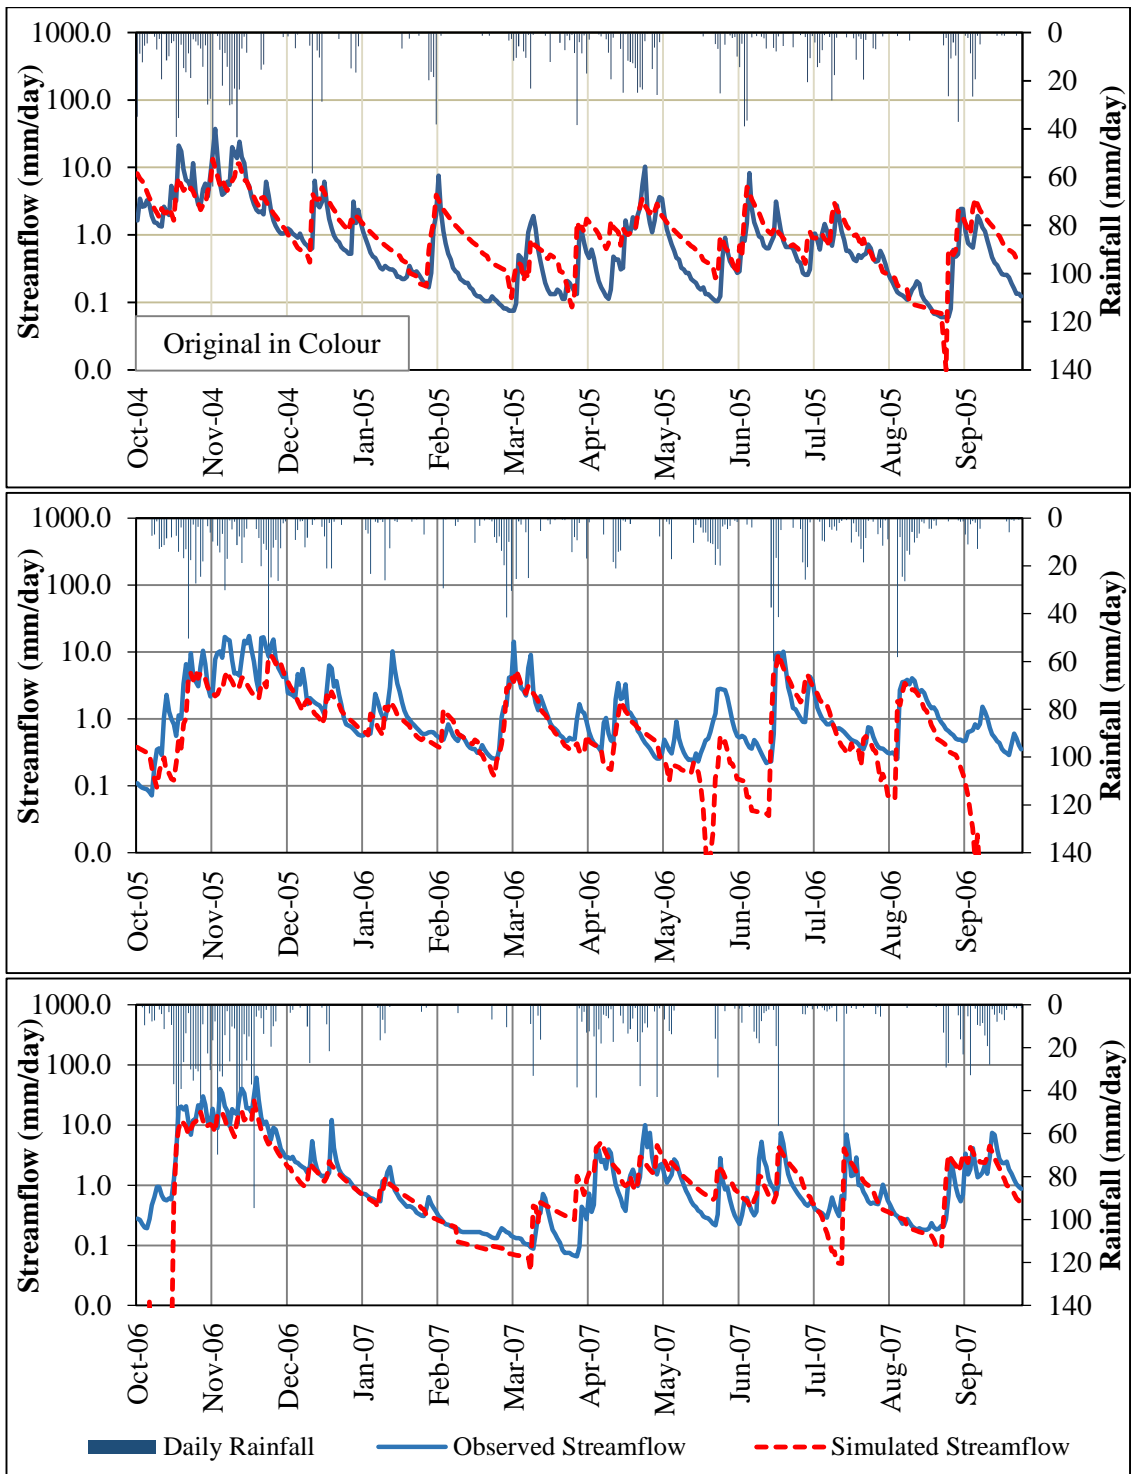 1000.0
100.0
10.0
1.0
0.1
0.0
Streamflow (mm/day)
0
20
40
60
80
100
120
140
Rainfall (mm/day)
Original in Colour
Oct-04
Nov-04
Dec-04
Jan-05
Feb-05
Mar-05
Apr-05
May-05
Jun-05
Jul-05
Aug-05
Sep-05
1000.0
100.0
10.0
1.0
0.1
0.0
Streamflow (mm/day)
0
20
40
60
80
100
120
140
Rainfall (mm/day)
Oct-05
Nov-05
Dec-05
Jan-06
Feb-06
Mar-06
Apr-06
May-06
Jun-06
Jul-06
Aug-06
Sep-06
1000.0
100.0
10.0
1.0
0.1
0.0
Streamflow (mm/day)
0
20
40
60
80
100
120
140
Rainfall (mm/day)
Oct-06
Nov-06
Dec-06
Jan-07
Feb-07
Mar-07
Apr-07
May-07
Jun-07
Jul-07
Aug-07
Sep-07
Daily Rainfall
Observed Streamflow
Simulated Streamflow